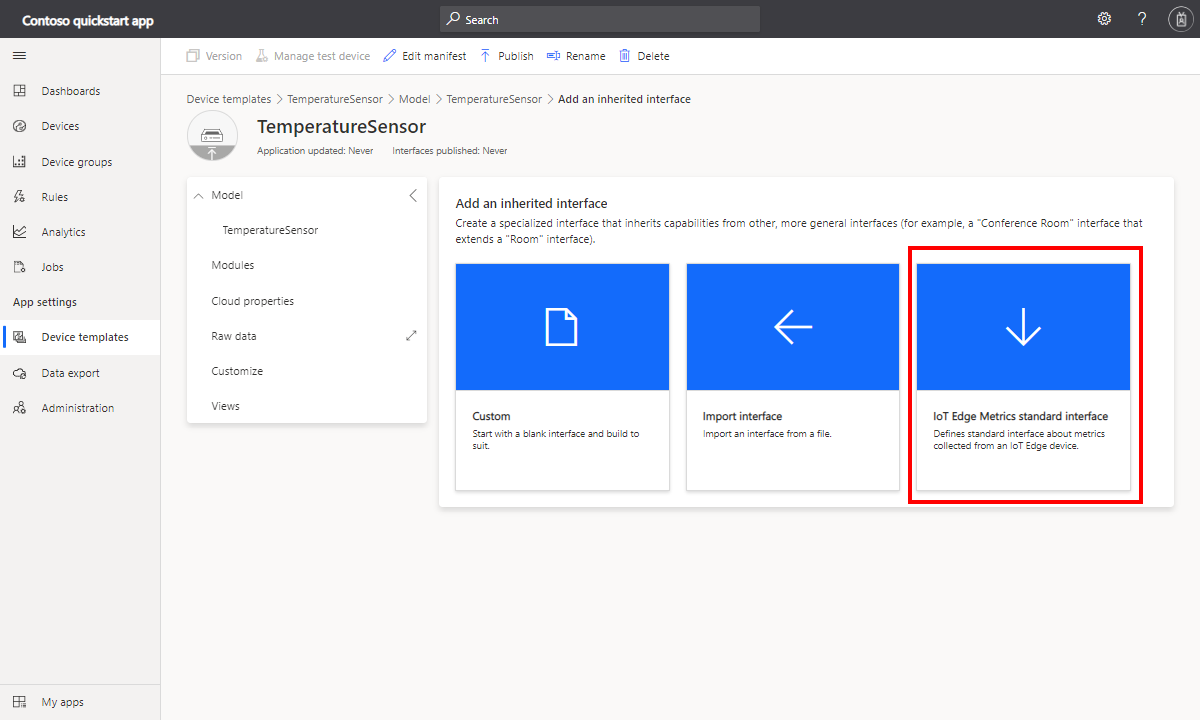 Contoso quickstart app
Search
Dashboards
Devices
Device groups
Rules
Analytics
Jobs
App settings
Device templates
Data export
Administration
My apps
Version
Manage test device
Edit manifest
Publish
Rename
Delete
Device templates > TemperatureSensor > Model > TemperatureSensor > Add an inherited interface
TemperatureSensor
Application updated: Never Interfaces published: Never
Model
TemperatureSensor
Modules
Cloud properties
Raw data
Customize
Views
Add an inherited interface
Create a specialized interface that inherits capabilities from other, more general interfaces (for example, a "Conference Room" interface that
extends a "Room" interface).
Custom
Start with a blank interface and build to
suit.
Import interface
Import an interface from a file.
IoT Edge Metrics standard interface
Defines standard interface about metrics
collected from an IoT Edge device.